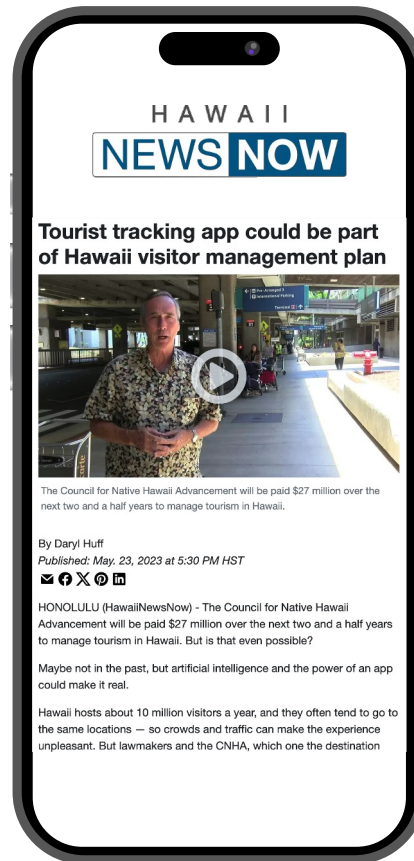 HAWAII
NEWS NOW
Tourist tracking app could be part
of Hawaii visitor management plan
Terminal
The Council for Native Hawaii Advancement will be paid $27 million over the
next two and a half years to manage tourism in Hawaii.
By Daryl Huff
Published: May. 23, 2023 at 5:30 PM HST
HONOLULU (HawaiiNewsNow) - The Council for Native Hawaii
Advancement will be paid $27 million over the next two and a half years
to manage tourism in Hawaii. But is that even possible?
Maybe not in the past, but artificial intelligence and the power of an app
could make it real.
Hawaii hosts about 10 million visitors a year, and they often tend to go to
the same locations — so crowds and traffic can make the experience
unpleasant. But lawmakers and the CNHA, which one the destination